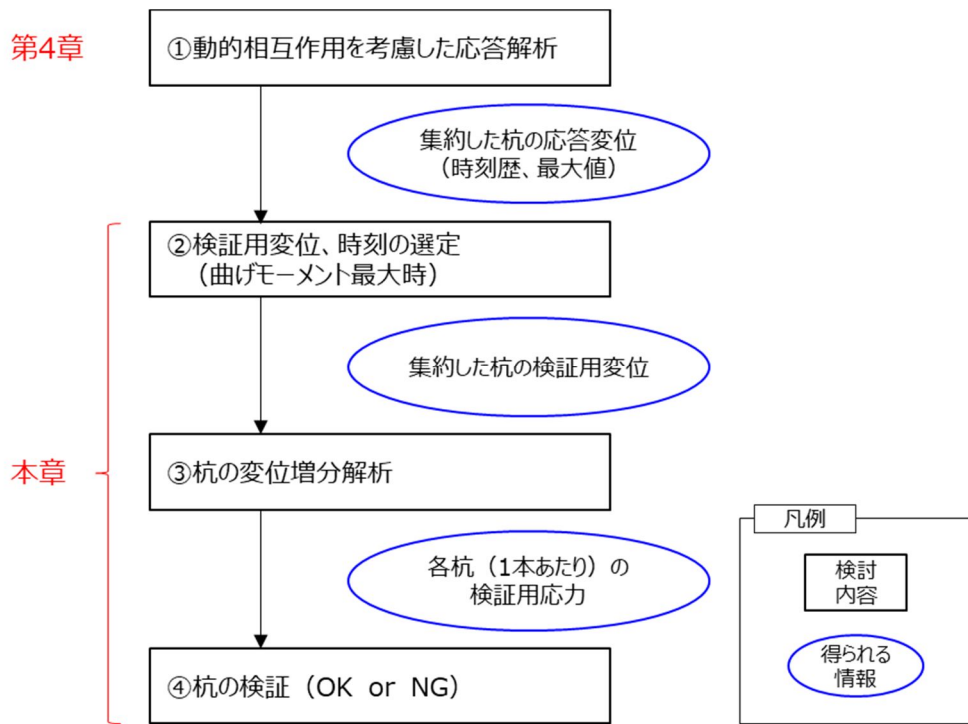 第4章
①動的相互作用を考慮した応答解析
集約した杭の応答変位
（時刻歴、最大値）
②検証用変位、時刻の選定
（曲げモーメント最大時）
集約した杭の検証用変位
本章
③杭の変位増分解析
各杭（1本あたり）の
検証用応力
④杭の検証（OK or NG）
凡例
検討
内容
得られる
情報